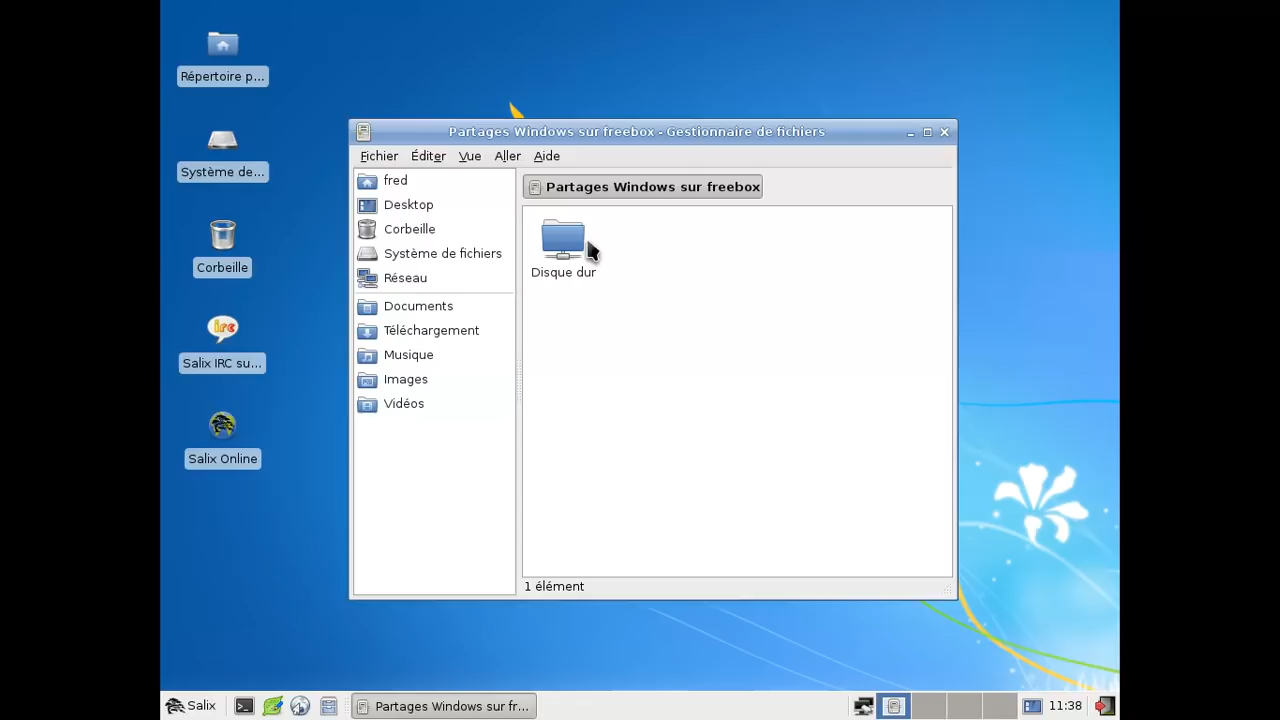 Répertoire p...
Système de...
Corbeille
irc
Salix IRC su...
Salix Online
Partages Windows sur freebox - Gestionnaire de fichiers
Fichier Éditer Vue Aller Aide
fred
Desktop
Corbeille
Système de fichiers
Réseau
Documents
Téléchargement
Musique
Images
Vidéos
Partages Windows sur freebox
Disque dur
1 élément
Salix
Partages Windows sur fr...
11:38